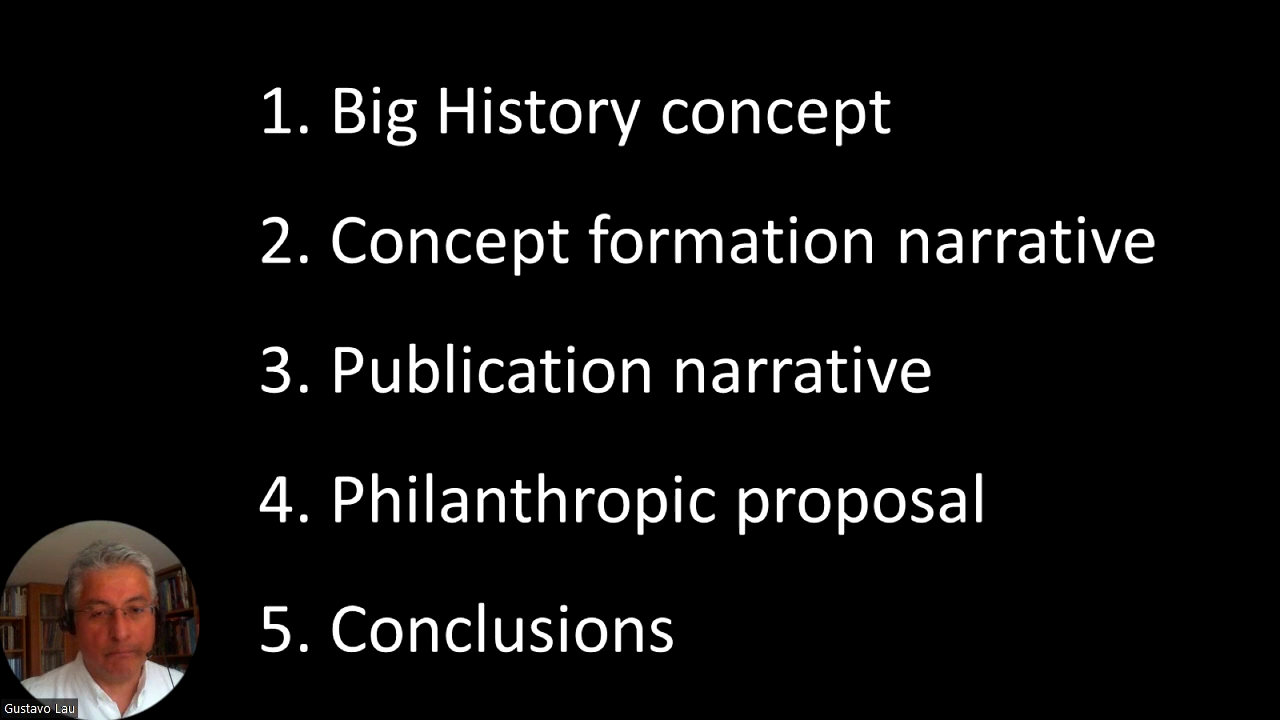 1. Big History concept
2. Concept formation narrative
3. Publication narrative
4. Philanthropic proposal
5. Conclusions
Gustavo Lau